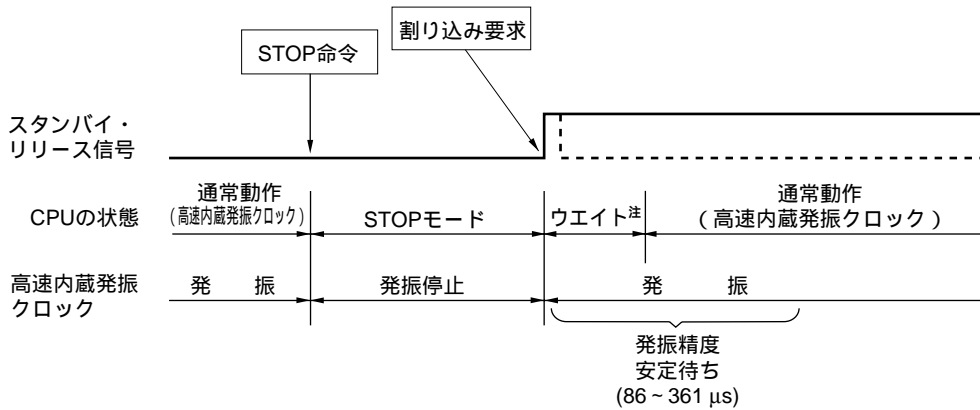 STOP命令
割り込み要求
スタンバイ・
リリース信号
CPUの状態
通常動作
(高速内蔵発振クロック)
STOPモード
ウエイト注
通常動作
(高速内蔵発振クロック)
高速内蔵発振
クロック
発 振
発振停止
発 振
発振精度
安定待ち
(86 ~ 361 μs)